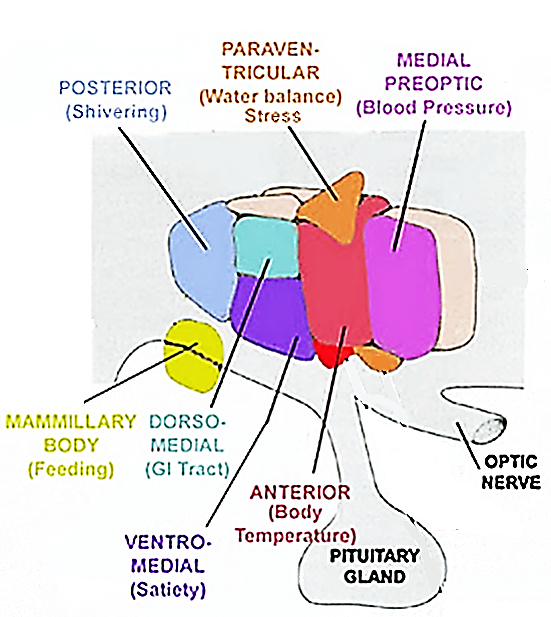 PARAVEN-
TRICULAR
(Water balance)
Stress
MEDIAL
PREOPTIC
(Blood Pressure)
POSTERIOR
(Shivering)
MAMMILLARY
BODY
(Feeding)
DORSO-
MEDIAL
(GI Tract)
OPTIC
NERVE
ANTERIOR
(Body
Temperature)
VENTRO-
MEDIAL
(Satiety)
PITUITARY
GLAND